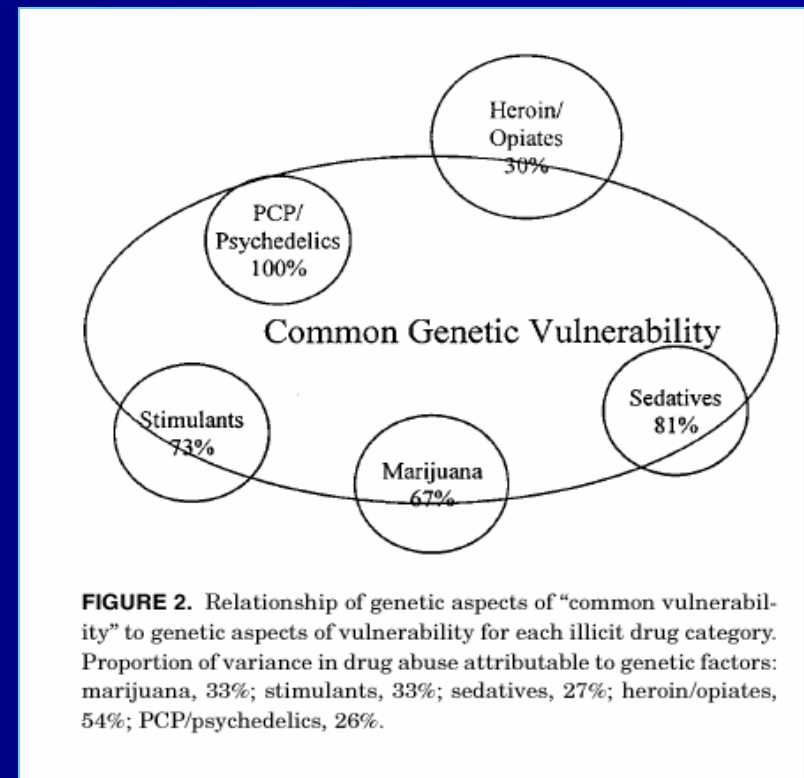 Heroin/
Opiates
30%
PCP/
Psychedelics
100%
Common Genetic Vulnerability
Stimulants
73%
Marijuana
67%
Sedatives
81%
FIGURE 2. Relationship of genetic aspects of “common vulnerabil-
ity” to genetic aspects of vulnerability for each illicit drug category.
Proportion of variance in drug abuse attributable to genetic factors:
marijuana, 33%; stimulants, 33%; sedatives, 27%; heroin/opiates,
54%; PCP/psychedelics, 26%.